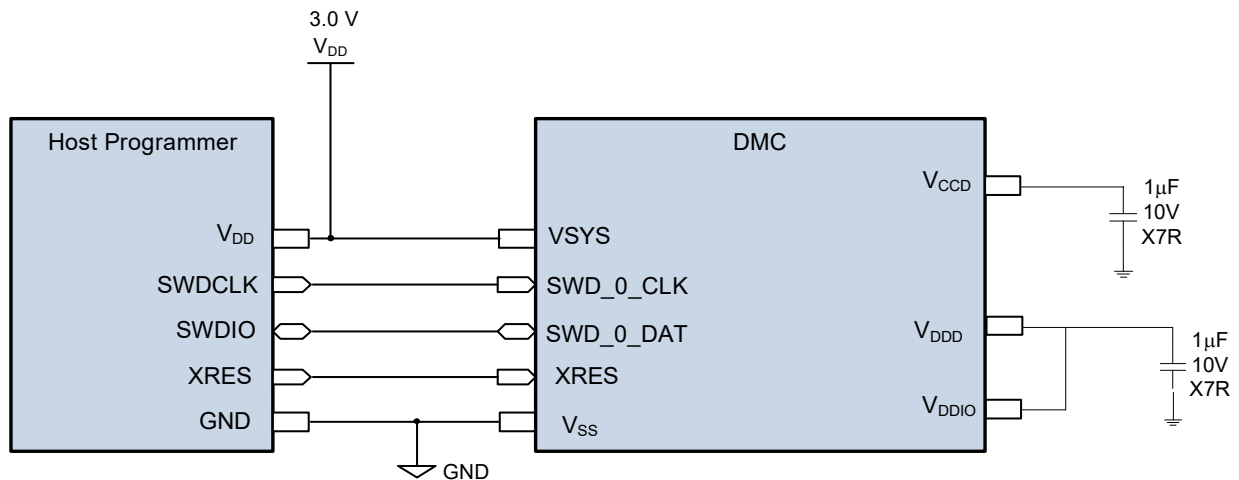 3.0 V
VDD
Host Programmer
VDD
SWDCLK
SWDIO
XRES
GND
GND
DMC
VSYS
SWD_0_CLK
SWD_0_DAT
XRES
VSS
VCCD
VDDD
VDDIO
1μF
10V
X7R
1μF
10V
X7R